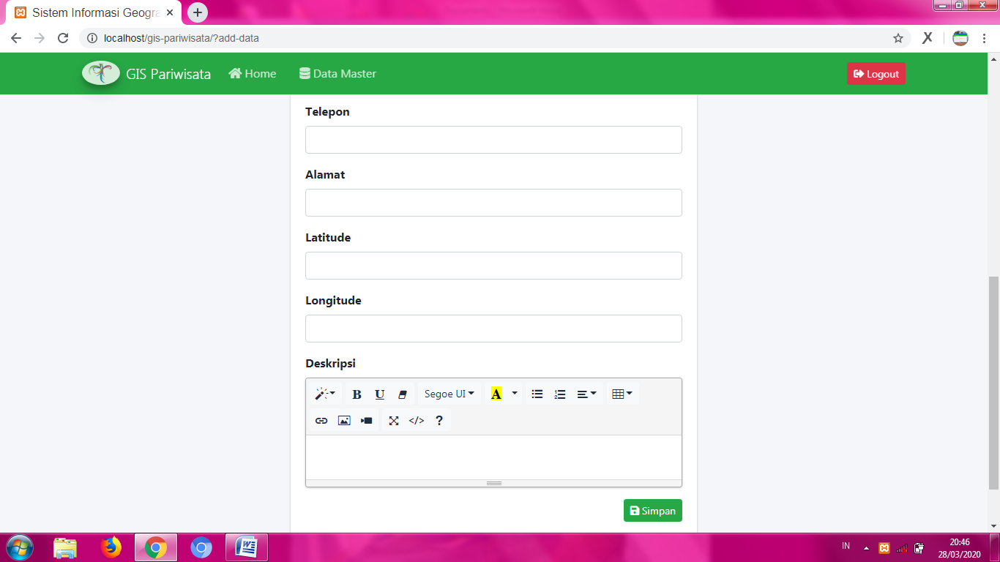 Sistem Informasi Geogra
localhost/gis-pariwisata/?add-data
X
GIS Pariwisata Home Data Master Logout
Telepon
Alamat
Latitude
Longitude
Deskripsi
B U Segoe UI A
</> ?
Simpan
IN
20:46
28/03/2020